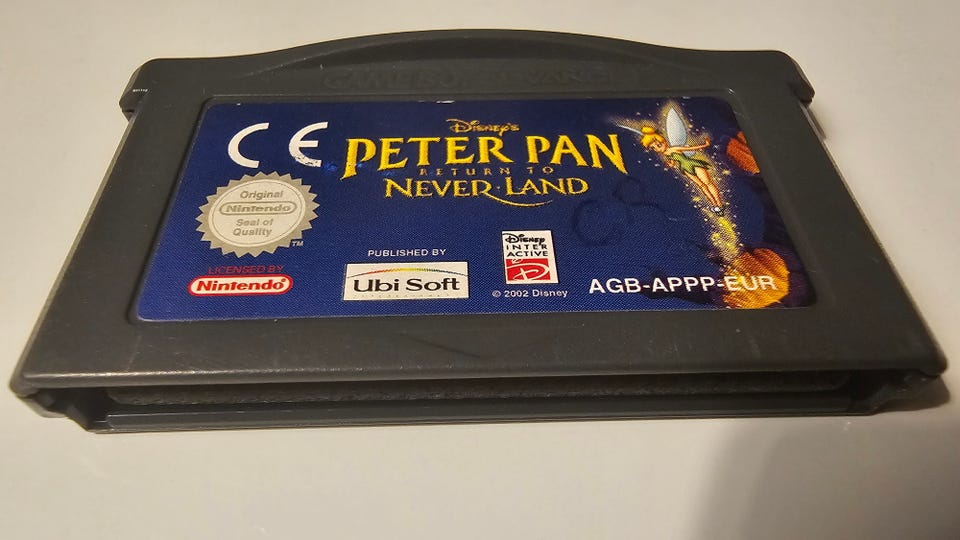 GAME BOY ADVANCE
CE
Disney's
PETER PAN
RETURN TO
NEVER·LAND
Original
Nintendo
Seal of
Quality
TM
LICENSED BY
Nintendo®
PUBLISHED BY
Ubi Soft
Disney
INTER
ACTIVE
D
© 2002 Disney
AGB-APPP-EUR